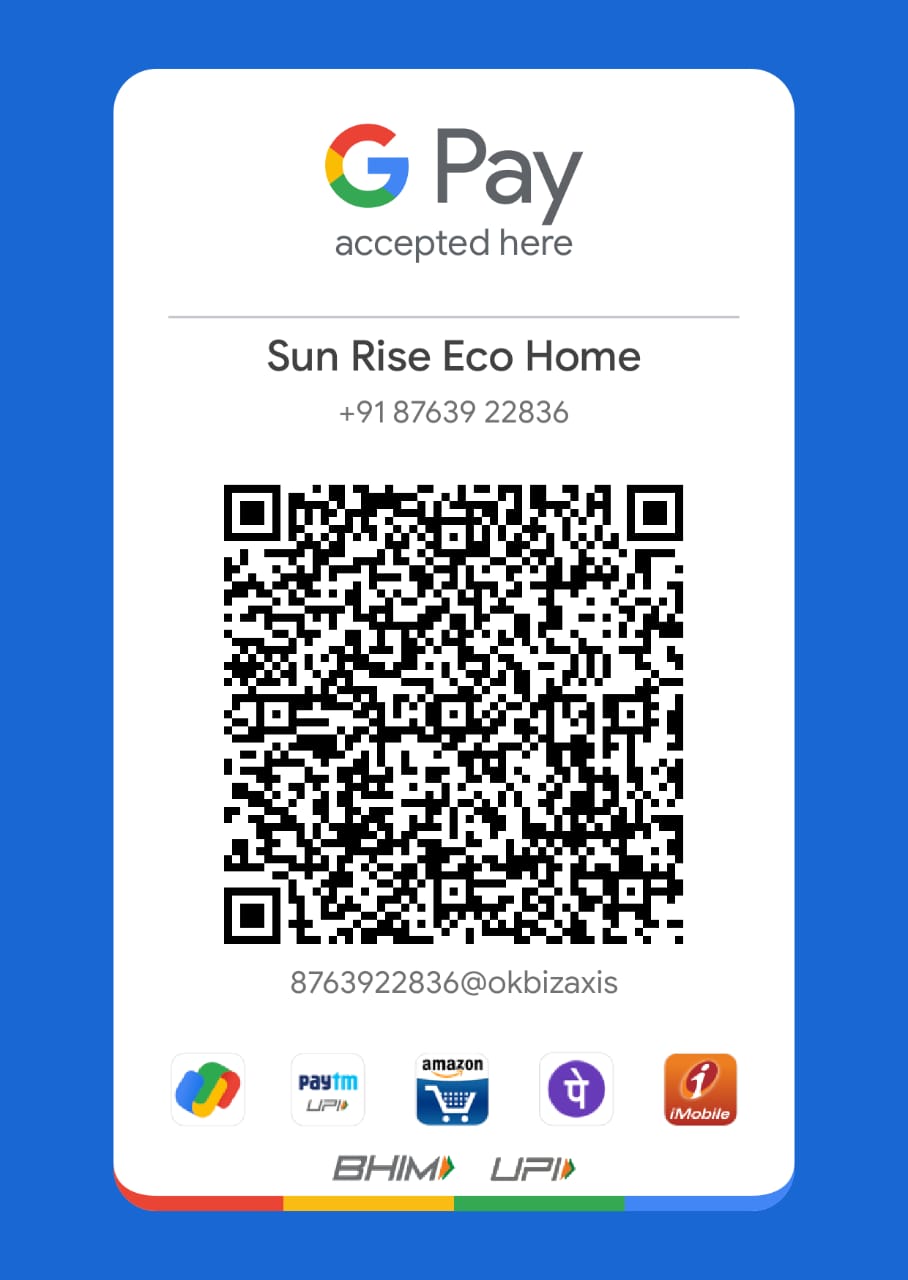 G Pay
accepted here
Sun Rise Eco Home
+91 87639 22836
8763922836@okbizaxis
paytm
UPI
amazon
पे
iMobile
BHIM UPI